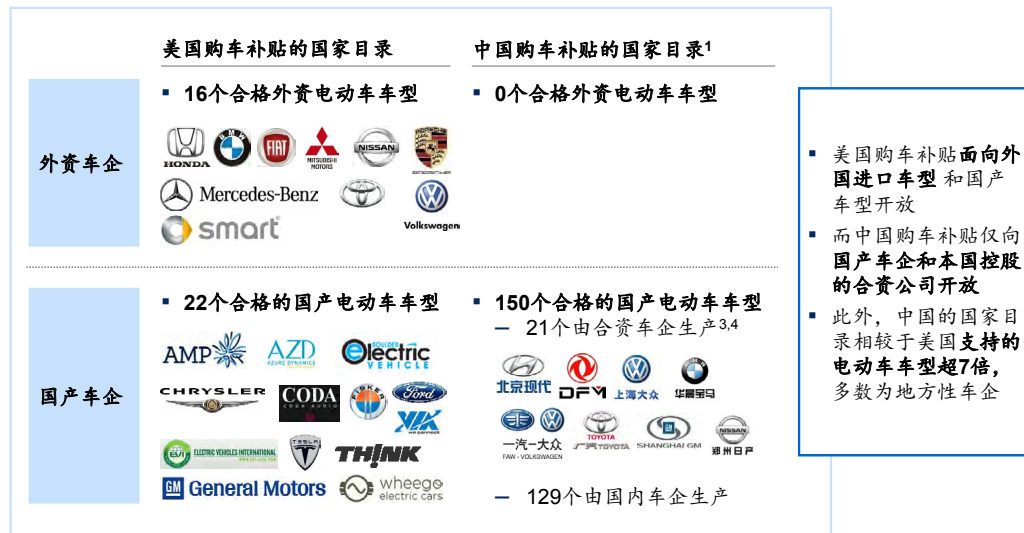 美国购车补贴的国家目录
中国购车补贴的国家目录1
外资车企
▪ 16个合格外资电动车车型
HONDA
BMW
FIAT
MITSUBISHI
MOTORS
NISSAN
PORSCHE
Mercedes-Benz
smart
Volkswagen
▪ 0个合格外资电动车车型
国产车企
▪ 22个合格的国产电动车车型
AMP
AZD
AZURE DYNAMICS
BOULDER
electric
VEHICLE
CHRYSLER
CODA
FISKER
Ford
VIA
EVI
ELECTRIC VEHICLES INTERNATIONAL
TESLA
TH!NK
GM General Motors
wheego
electric cars
▪ 150个合格的国产电动车车型
– 21个由合资车企生产3,4
北京现代
DFM
上海大众
华晨宝马
一汽-大众
FAW - VOLKSWAGEN
TOYOTA
广汽TOYOTA
GM
SHANGHAI GM
NISSAN
郑州日产
– 129个由国内车企生产
▪ 美国购车补贴面向外
国进口车型 和国产
车型开放
▪ 而中国购车补贴仅向
国产车企和本国控股
的合资公司开放
▪ 此外，中国的国家目
录相较于美国支持的
电动车车型超7倍，
多数为地方性车企